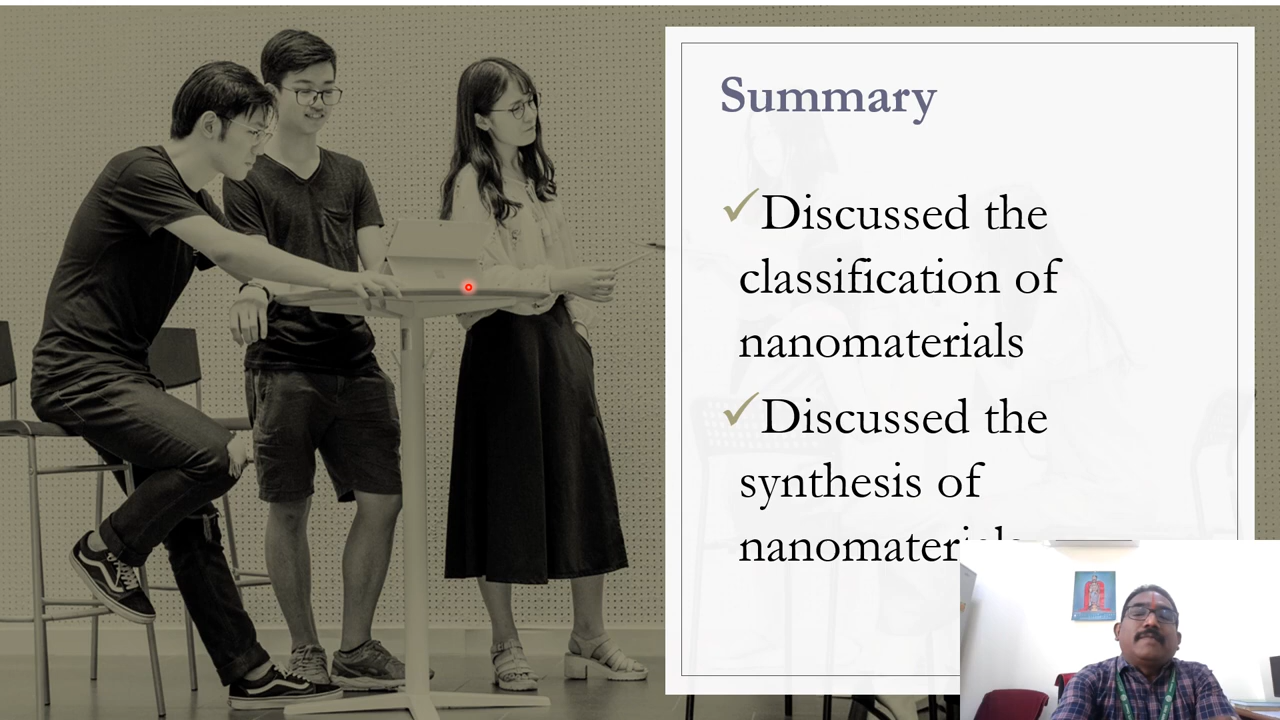 Summary
✓Discussed the
classification of
nanomaterials
✓Discussed the
synthesis of
nanomaterials